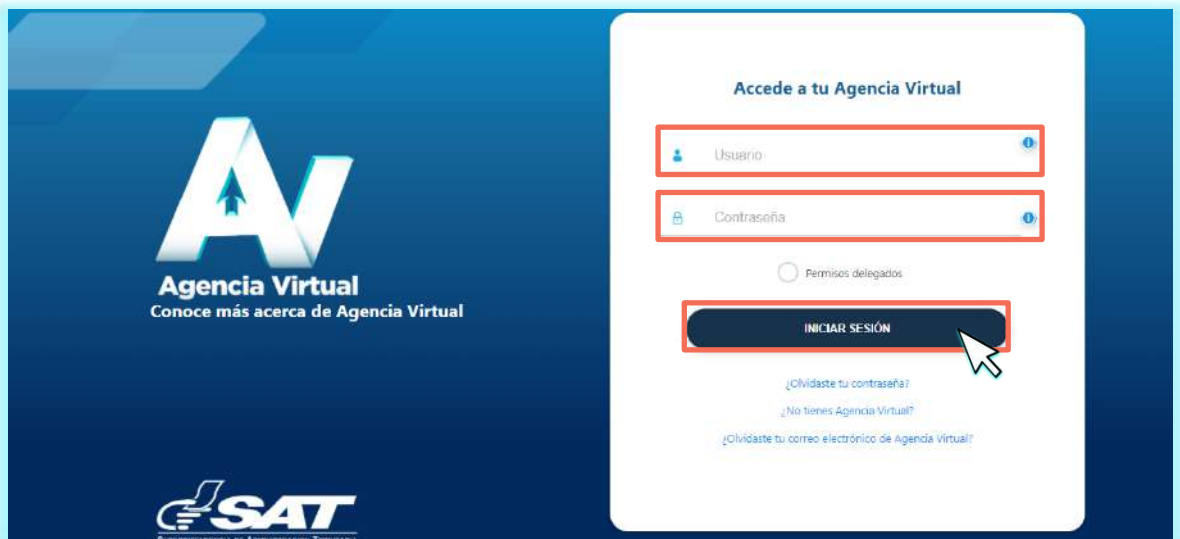 Accede a tu Agencia Virtual
Usuario
Contraseña
Permisos delegados
INICIAR SESIÓN
¿Olvidaste tu contraseña?
¿No tienes Agencia Virtual?
¿Olvidaste tu correo electrónico de Agencia Virtual?
AV
Agencia Virtual
Conoce más acerca de Agencia Virtual
SAT